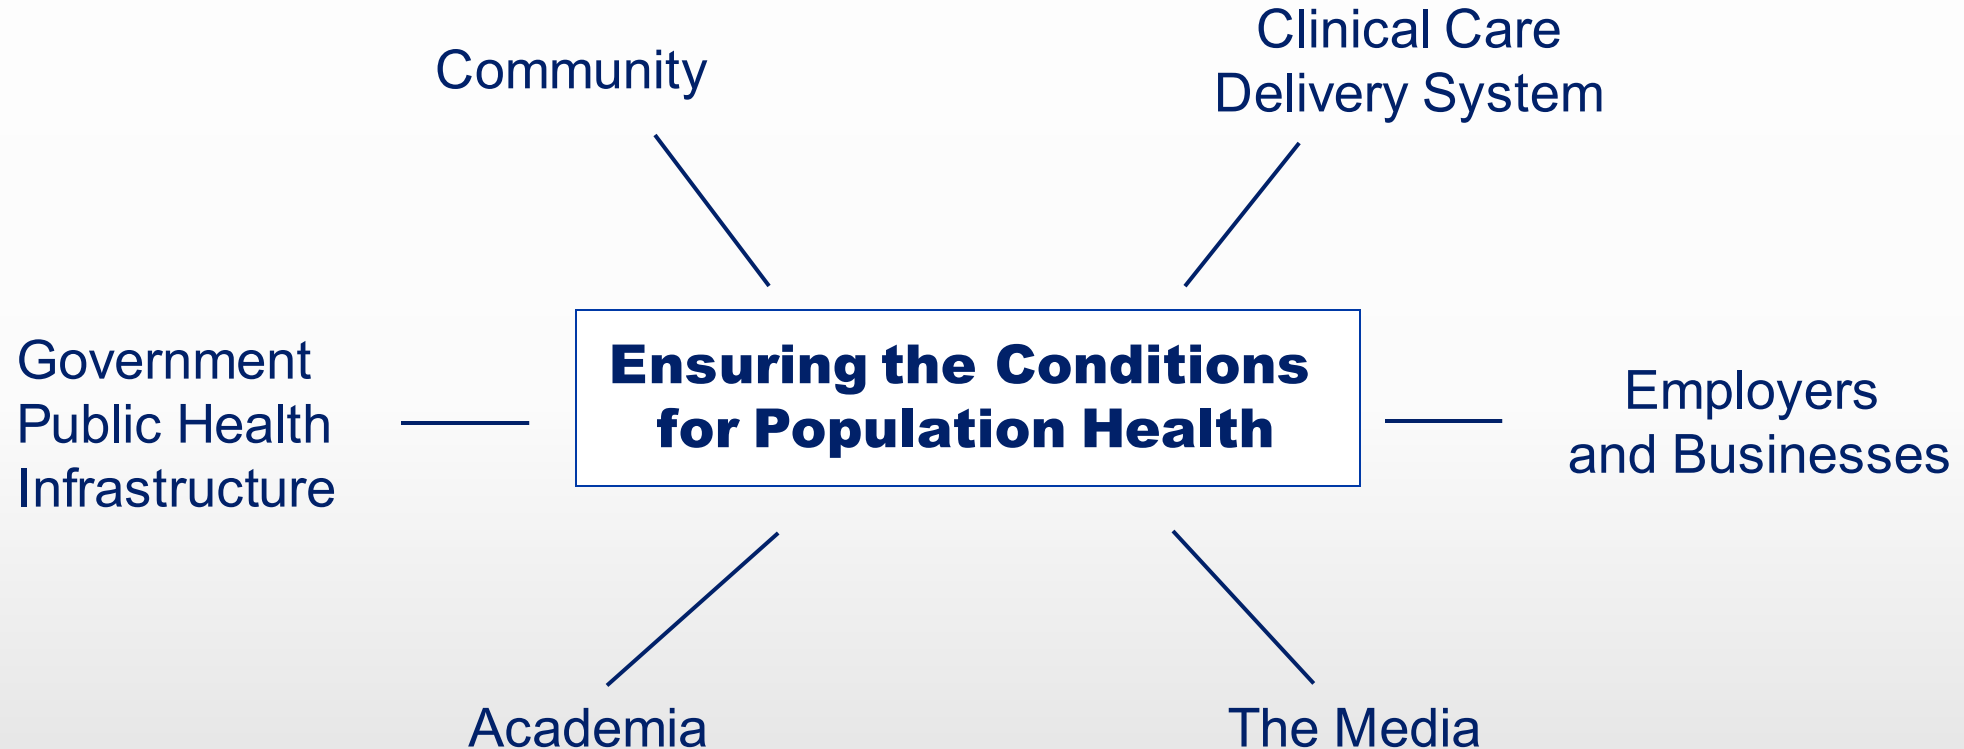 Community
Clinical Care
Delivery System
Government
Public Health
Infrastructure
Ensuring the Conditions
for Population Health
Employers
and Businesses
Academia
The Media